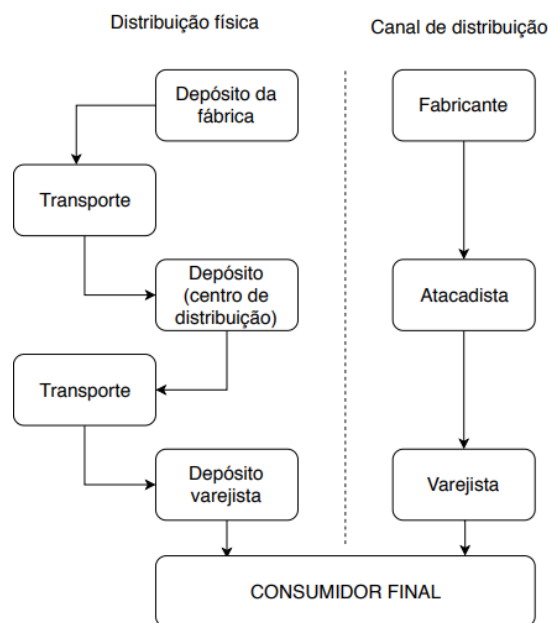 Distribuição física
Canal de distribuição
Depósito da
fábrica
Fabricante
Transporte
Depósito
(centro de
distribuição)
Atacadista
Transporte
Depósito
varejista
Varejista
CONSUMIDOR FINAL